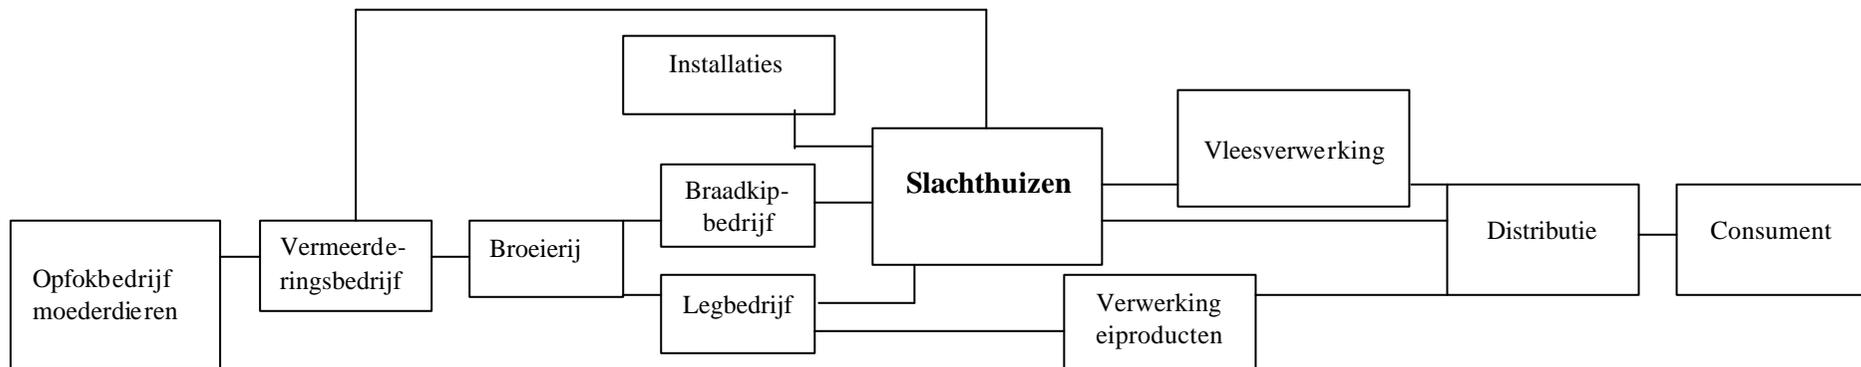 Installaties
Vleesverwerking
Slachthuizen
Braadkip-
bedrijf
Distributie
Consument
Vermeerde-
ringsbedrijf
Broeierij
Opfokbedrijf
moederdieren
Legbedrijf
Verwerking
eiproducten